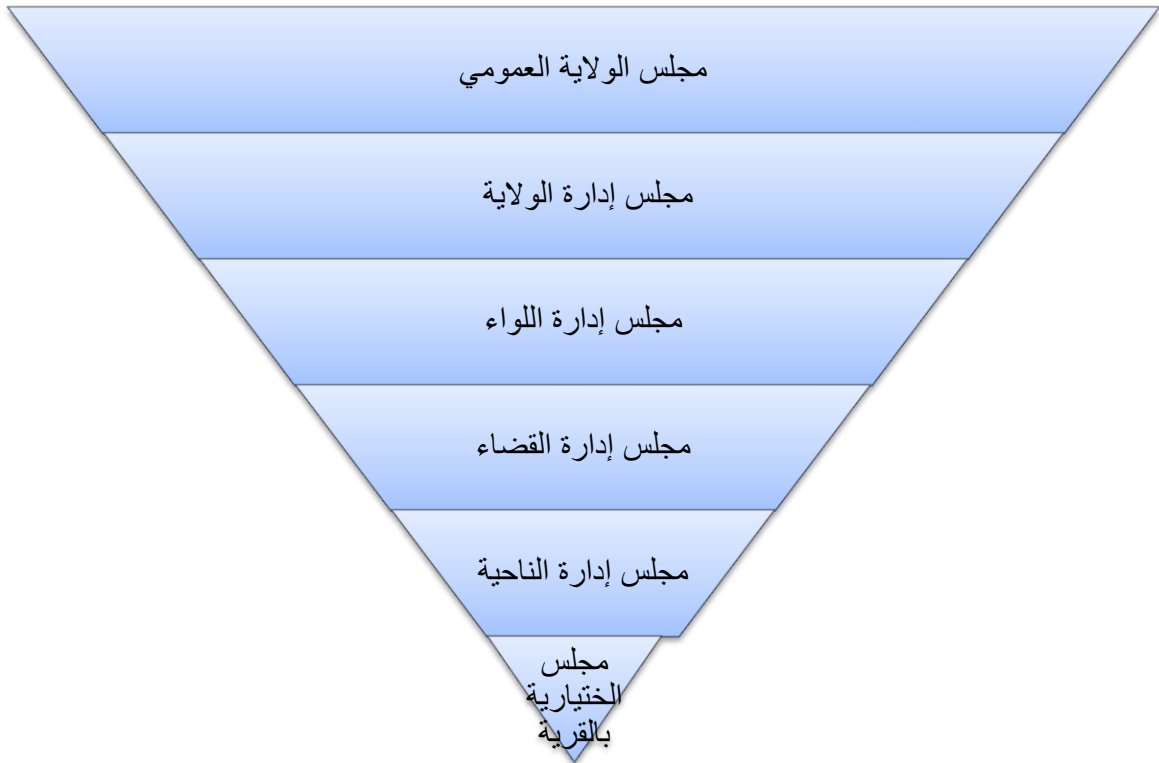 مجلس الولاية العمومي
مجلس إدارة الولاية
مجلس إدارة اللواء
مجلس إدارة القضاء
مجلس إدارة الناحية
مجلس
الختيارية
بالقرية